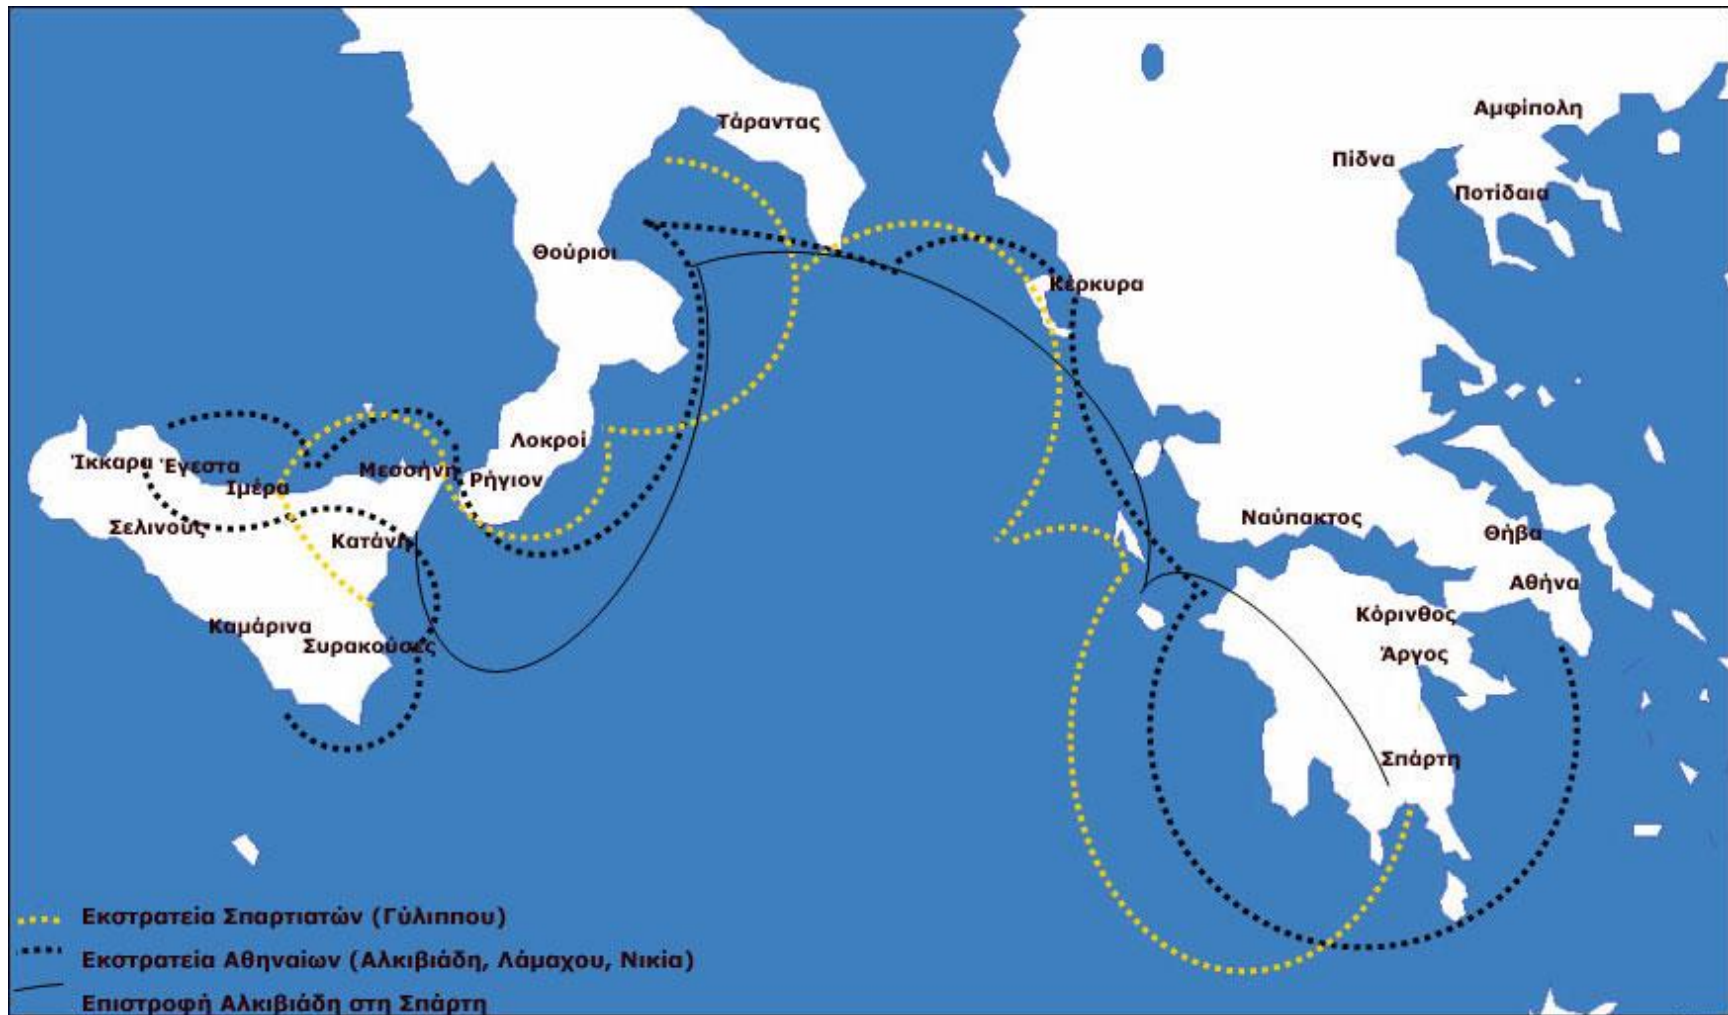 Αμφίπολη
Τάραντας
Πίδνα
Ποτίδαια
Θούριοι
Κέρκυρα
Λοκροί
Ίκκαρα Έγεστα
Μεσσήνη
Ρήγιον
Ιμέρα
Σελινούς
Κατάνη
Ναύπακτος
Θήβα
Αθήνα
Κόρινθος
Καμάρινα
Συρακούσες
Άργος
Σπάρτη
Εκστρατεία Σπαρτιατών (Γύλιππου)
Εκστρατεία Αθηναίων (Αλκιβιάδη, Λάμαχου, Νικία)
Επιστροφή Αλκιβιάδη στη Σπάρτη